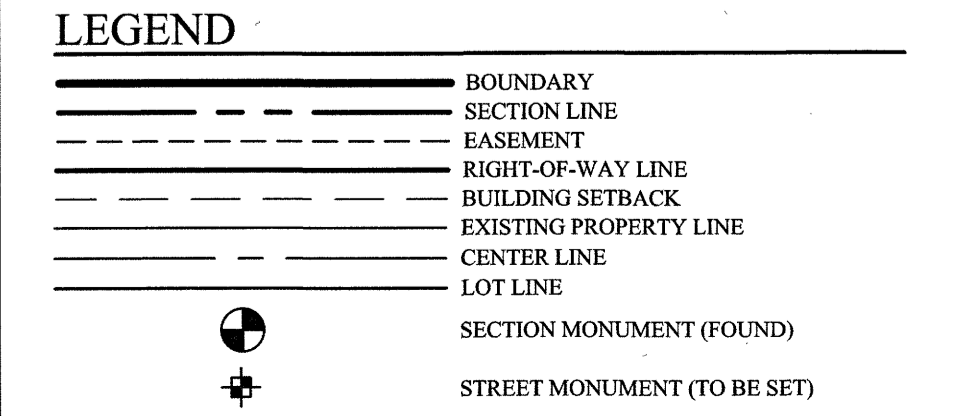 LEGEND
BOUNDARY
SECTION LINE
EASEMENT
RIGHT-OF-WAY LINE
BUILDING SETBACK
EXISTING PROPERTY LINE
CENTER LINE
LOT LINE
SECTION MONUMENT (FOUND)
STREET MONUMENT (TO BE SET)